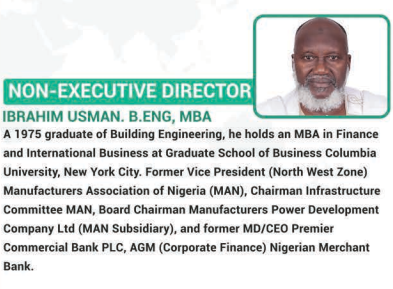 NON-EXECUTIVE DIRECTOR
IBRAHIM USMAN. B.ENG, MBA
A 1975 graduate of Building Engineering, he holds an MBA in Finance
and International Business at Graduate School of Business Columbia
University, New York City. Former Vice President (North West Zone)
Manufacturers Association of Nigeria (MAN), Chairman Infrastructure
Committee MAN, Board Chairman Manufacturers Power Development
Company Ltd (MAN Subsidiary), and former MD/CEO Premier
Commercial Bank PLC, AGM (Corporate Finance) Nigerian Merchant
Bank.